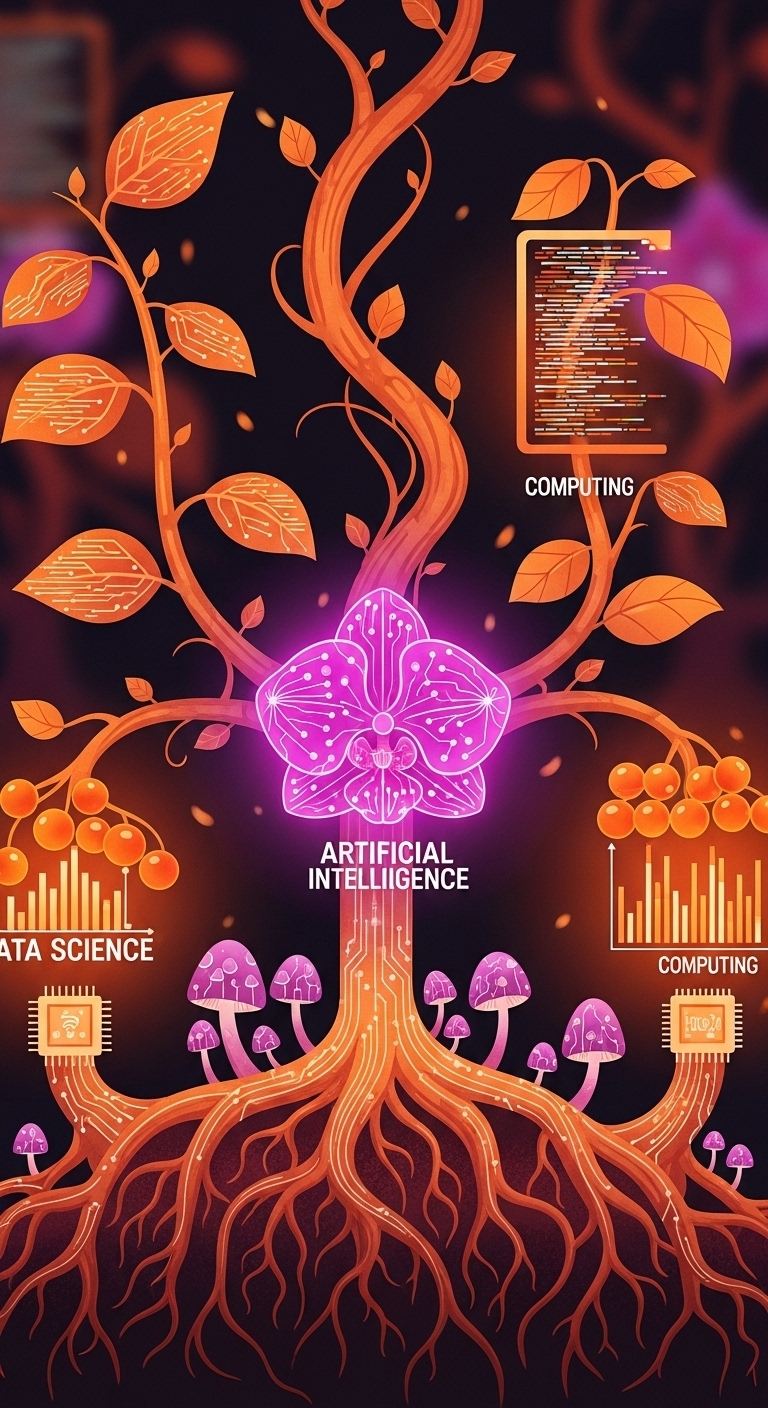 COMPUTING
ARTIFICIAL
INTELLIIGENCE
ATA SCIENCE
COMPUTING